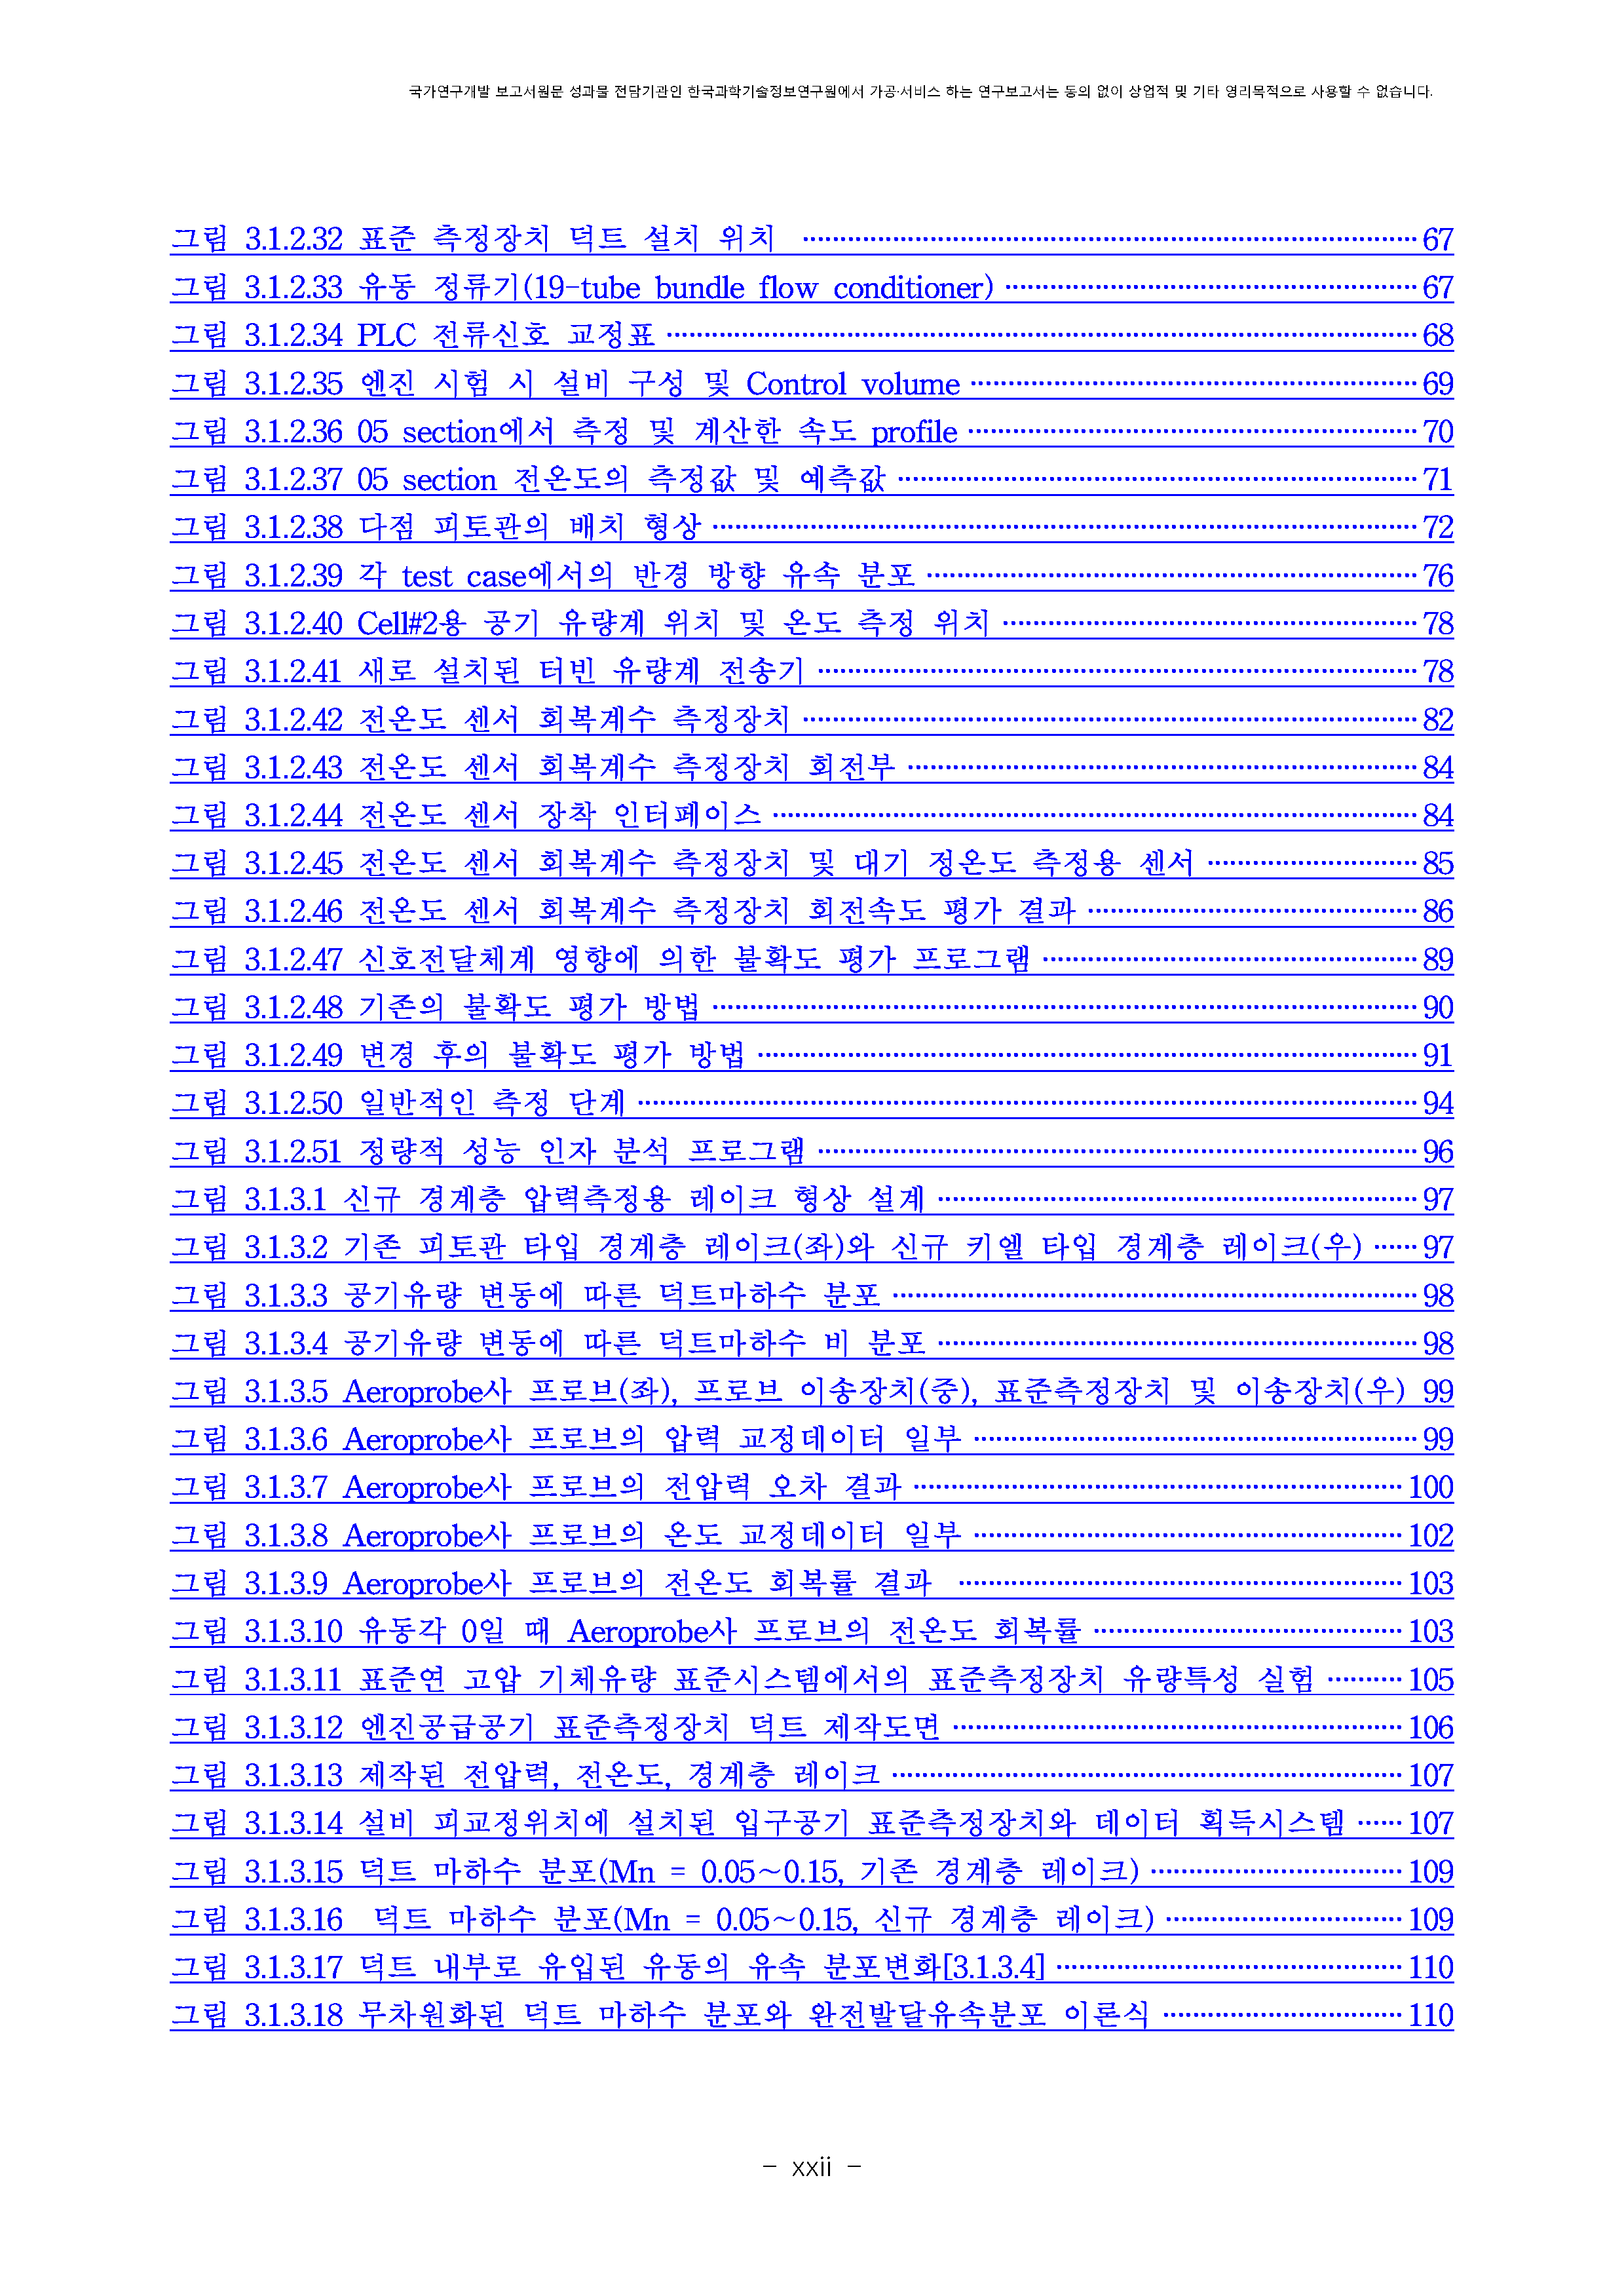 국가연구개발 보고서원문 성과물 전담기관인 한국과학기술정보연구원에서 가공·서비스 하는 연구보고서는 동의 없이 상업적 및 기타 영리목적으로 사용할 수 없습니다.
그림 3.1.2.32 표준 측정장치 덕트 설치 위치 ········ 67
그림 3.1.2.33 유동 정류기(19-tube bundle flow conditioner) ········ 67
그림 3.1.2.34 PLC 전류신호 교정표 ········ 68
그림 3.1.2.35 엔진 시험 시 설비 구성 및 Control volume ········ 69
그림 3.1.2.36 05 section에서 측정 및 계산한 속도 profile ········ 70
그림 3.1.2.37 05 section 전온도의 측정값 및 예측값 ········ 71
그림 3.1.2.38 다점 피토관의 배치 형상 ········ 72
그림 3.1.2.39 각 test case에서의 반경 방향 유속 분포 ········ 76
그림 3.1.2.40 Cell#2용 공기 유량계 위치 및 온도 측정 위치 ········ 78
그림 3.1.2.41 새로 설치된 터빈 유량계 전송기 ········ 78
그림 3.1.2.42 전온도 센서 회복계수 측정장치 ········ 82
그림 3.1.2.43 전온도 센서 회복계수 측정장치 회전부 ········ 84
그림 3.1.2.44 전온도 센서 장착 인터페이스 ········ 84
그림 3.1.2.45 전온도 센서 회복계수 측정장치 및 대기 정온도 측정용 센서 ········ 85
그림 3.1.2.46 전온도 센서 회복계수 측정장치 회전속도 평가 결과 ········ 86
그림 3.1.2.47 신호전달체계 영향에 의한 불확도 평가 프로그램 ········ 89
그림 3.1.2.48 기존의 불확도 평가 방법 ········ 90
그림 3.1.2.49 변경 후의 불확도 평가 방법 ········ 91
그림 3.1.2.50 일반적인 측정 단계 ········ 94
그림 3.1.2.51 정량적 성능 인자 분석 프로그램 ········ 96
그림 3.1.3.1 신규 경계층 압력측정용 레이크 형상 설계 ········ 97
그림 3.1.3.2 기존 피토관 타입 경계층 레이크(좌)와 신규 키엘 타입 경계층 레이크(우) ······ 97
그림 3.1.3.3 공기유량 변동에 따른 덕트마하수 분포 ········ 98
그림 3.1.3.4 공기유량 변동에 따른 덕트마하수 비 분포 ········ 98
그림 3.1.3.5 Aeroprobe사 프로브(좌), 프로브 이송장치(중), 표준측정장치 및 이송장치(우) 99
그림 3.1.3.6 Aeroprobe사 프로브의 압력 교정데이터 일부 ········ 99
그림 3.1.3.7 Aeroprobe사 프로브의 전압력 오차 결과 ········ 100
그림 3.1.3.8 Aeroprobe사 프로브의 온도 교정데이터 일부 ········ 102
그림 3.1.3.9 Aeroprobe사 프로브의 전온도 회복률 결과 ········ 103
그림 3.1.3.10 유동각 0일 때 Aeroprobe사 프로브의 전온도 회복률 ········ 103
그림 3.1.3.11 표준연 고압 기체유량 표준시스템에서의 표준측정장치 유량특성 실험 ········ 105
그림 3.1.3.12 엔진공급공기 표준측정장치 덕트 제작도면 ········ 106
그림 3.1.3.13 제작된 전압력, 전온도, 경계층 레이크 ········ 107
그림 3.1.3.14 설비 피교정위치에 설치된 입구공기 표준측정장치와 데이터 획득시스템 ······ 107
그림 3.1.3.15 덕트 마하수 분포(Mn = 0.05~0.15, 기존 경계층 레이크) ········ 109
그림 3.1.3.16 덕트 마하수 분포(Mn = 0.05~0.15, 신규 경계층 레이크) ········ 109
그림 3.1.3.17 덕트 내부로 유입된 유동의 유속 분포변화[3.1.3.4] ········ 110
그림 3.1.3.18 무차원화된 덕트 마하수 분포와 완전발달유속분포 이론식 ········ 110
- xxii -